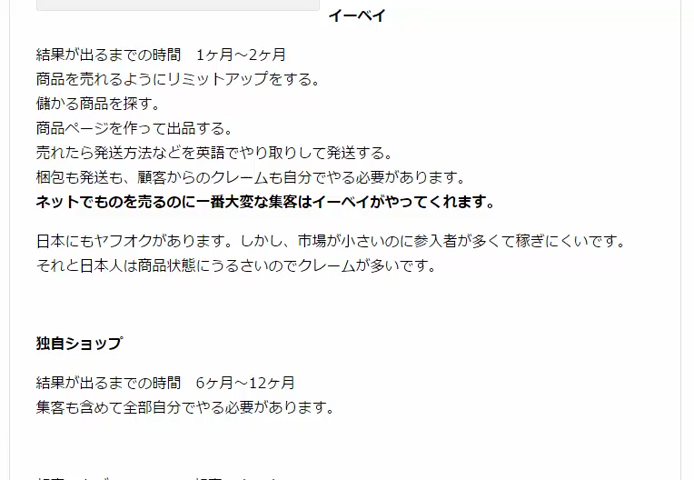 イーベイ
結果が出るまでの時間　1ヶ月～2ヶ月
商品を売れるようにリミットアップをする。
儲かる商品を探す。
商品ページを作って出品する。
売れたら発送方法などを英語でやり取りして発送する。
梱包も発送も、顧客からのクレームも自分でやる必要があります。
ネットでものを売るのに一番大変な集客はイーベイがやってくれます。
日本にもヤフオクがあります。しかし、市場が小さいのに参入者が多くて稼ぎにくいです。
それと日本人は商品状態にうるさいのでクレームが多いです。
独自ショップ
結果が出るまでの時間　6ヶ月～12ヶ月
集客も含めて全部自分でやる必要があります。